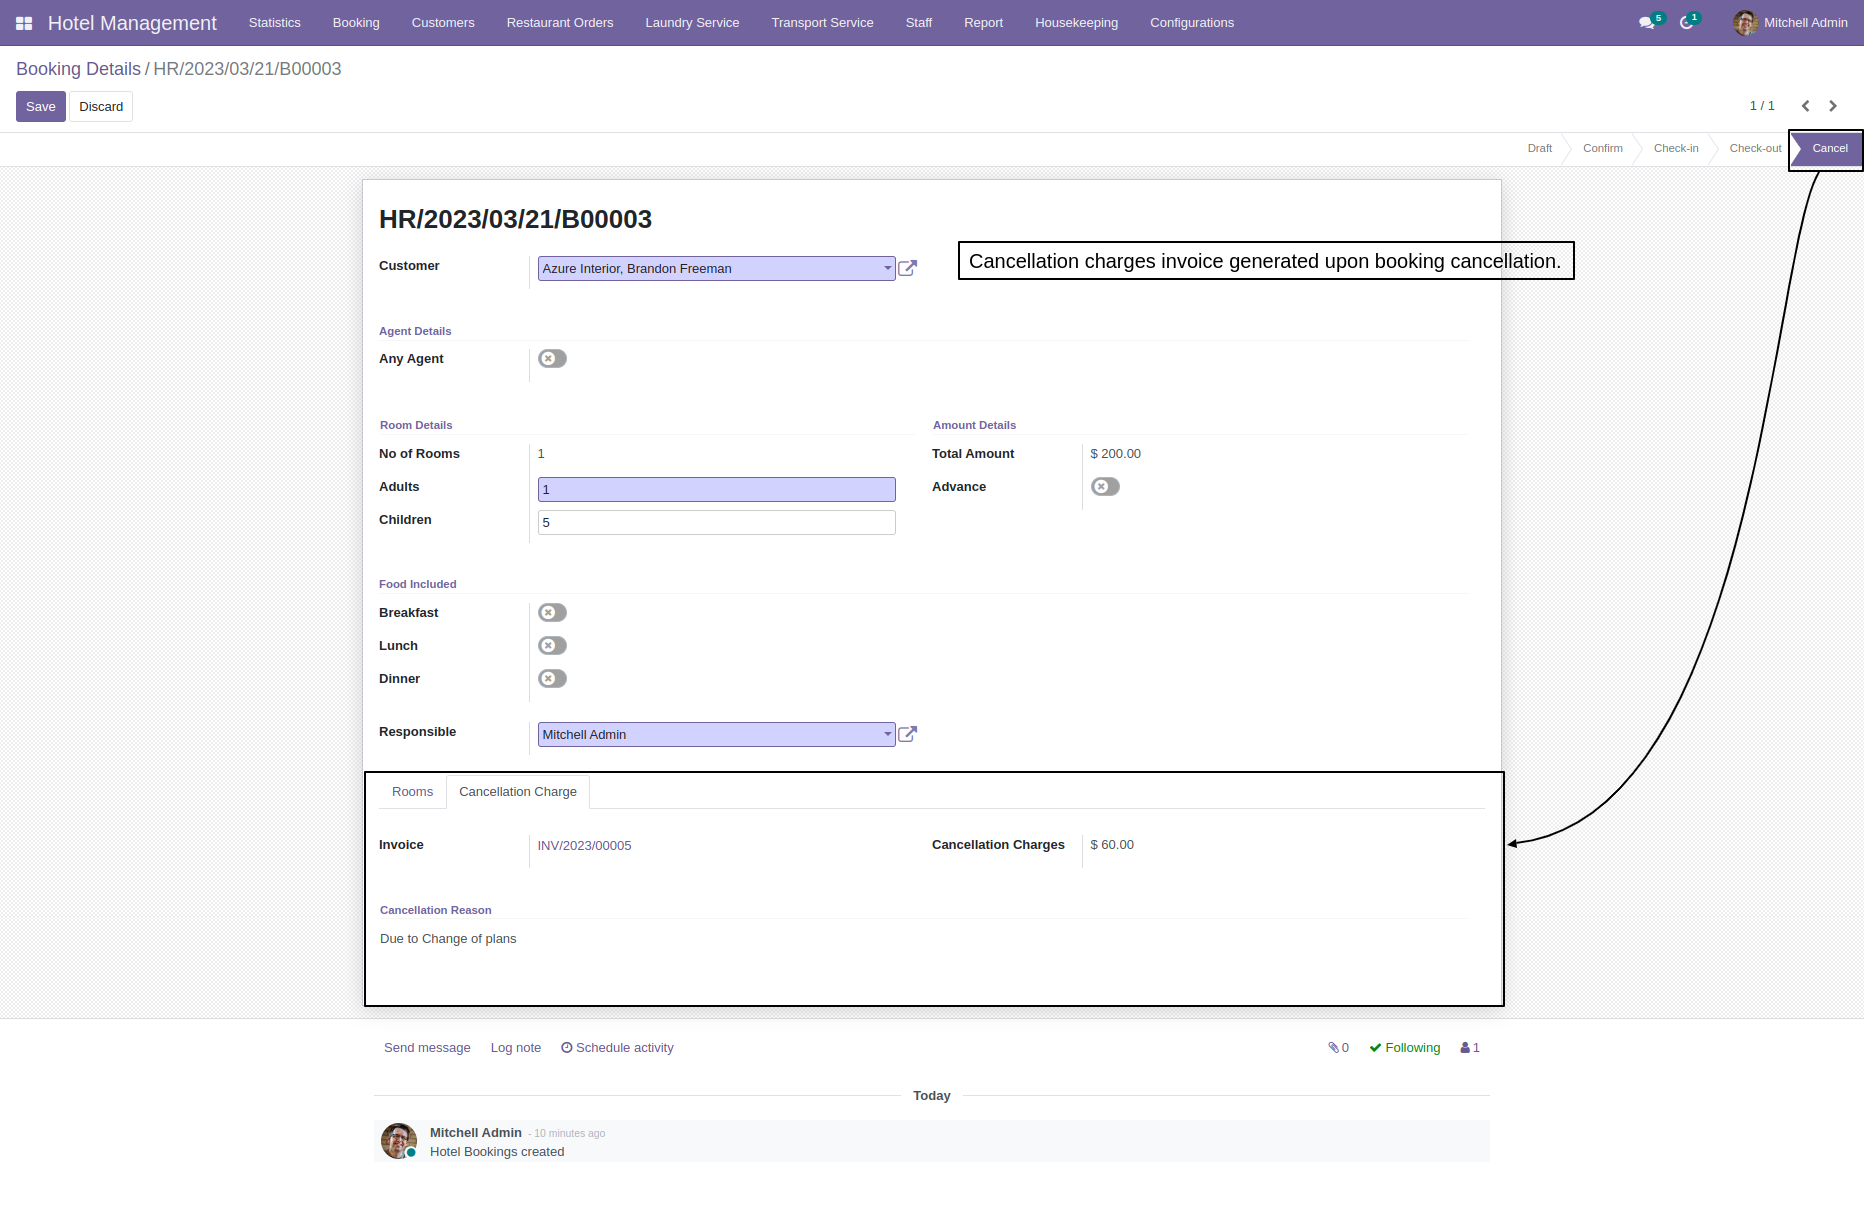 Hotel Management Statistics Booking Customers Restaurant Orders Laundry Service Transport Service Staff Report Housekeeping Configurations 5 1 Mitchell Admin
Booking Details / HR/2023/03/21/B00003
Save Discard 1 / 1
Draft Confirm Check-in Check-out Cancel
HR/2023/03/21/B00003
Customer Azure Interior, Brandon Freeman
Cancellation charges invoice generated upon booking cancellation.
Agent Details
Any Agent
Room Details Amount Details
No of Rooms 1 Total Amount $ 200.00
Adults 1 Advance
Children 5
Food Included
Breakfast
Lunch
Dinner
Responsible Mitchell Admin
Rooms Cancellation Charge
Invoice INV/2023/00005 Cancellation Charges $ 60.00
Cancellation Reason
Due to Change of plans
Send message Log note Schedule activity 0 Following 1
Today
Mitchell Admin - 10 minutes ago
Hotel Bookings created